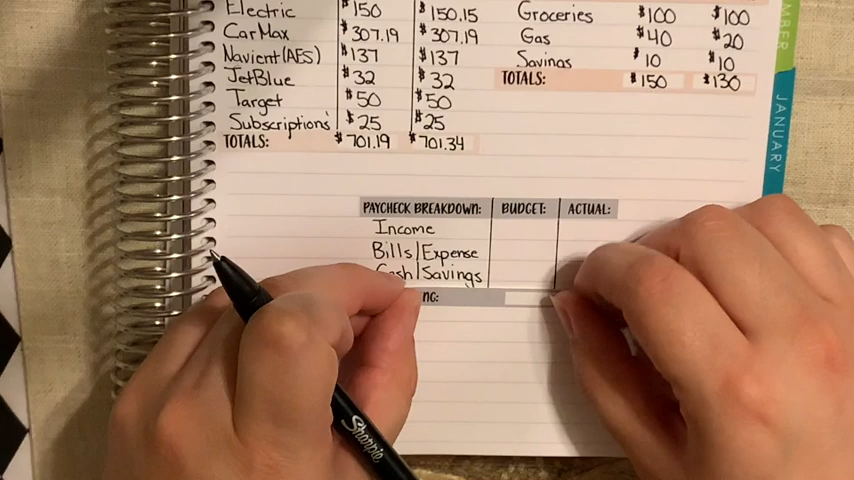 Electric $150 $150.15
CarMax $307.19 $307.19
Navient (AES) $137 $137
JetBlue $32 $32
Target $50 $50
Subscriptions $25 $25
TOTALS: $701.19 $701.34
Groceries $100 $100
Gas $40 $20
Savings $10 $10
TOTALS: $150 $130
PAYCHECK BREAKDOWN: BUDGET: ACTUAL:
Income
Bills/Expense
Cash/Savings
NG:
JANUARY
MBER
Sharpie